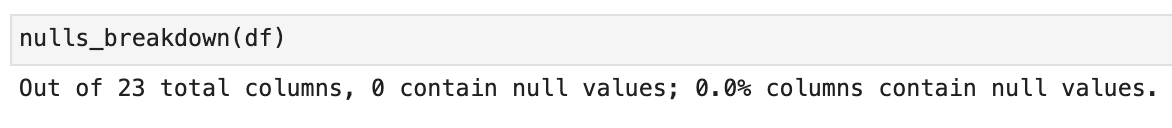 nulls_breakdown(df)
Out of 23 total columns, 0 contain null values; 0.0% columns contain null values.